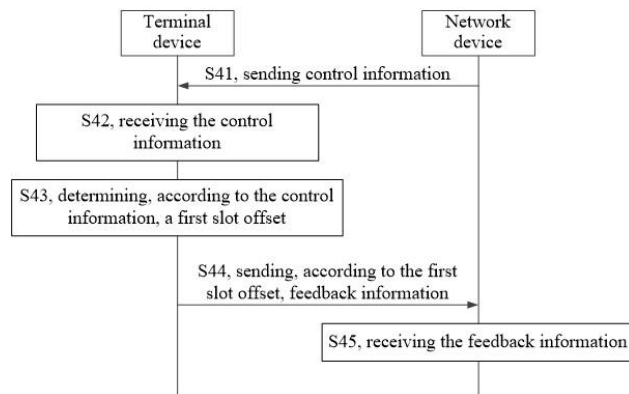 Terminal
device
Network
device
S41, sending control information
S42, receiving the control
information
S43, determining, according to the control
information, a first slot offset
S44, sending, according to the first
slot offset, feedback information
S45, receiving the feedback information